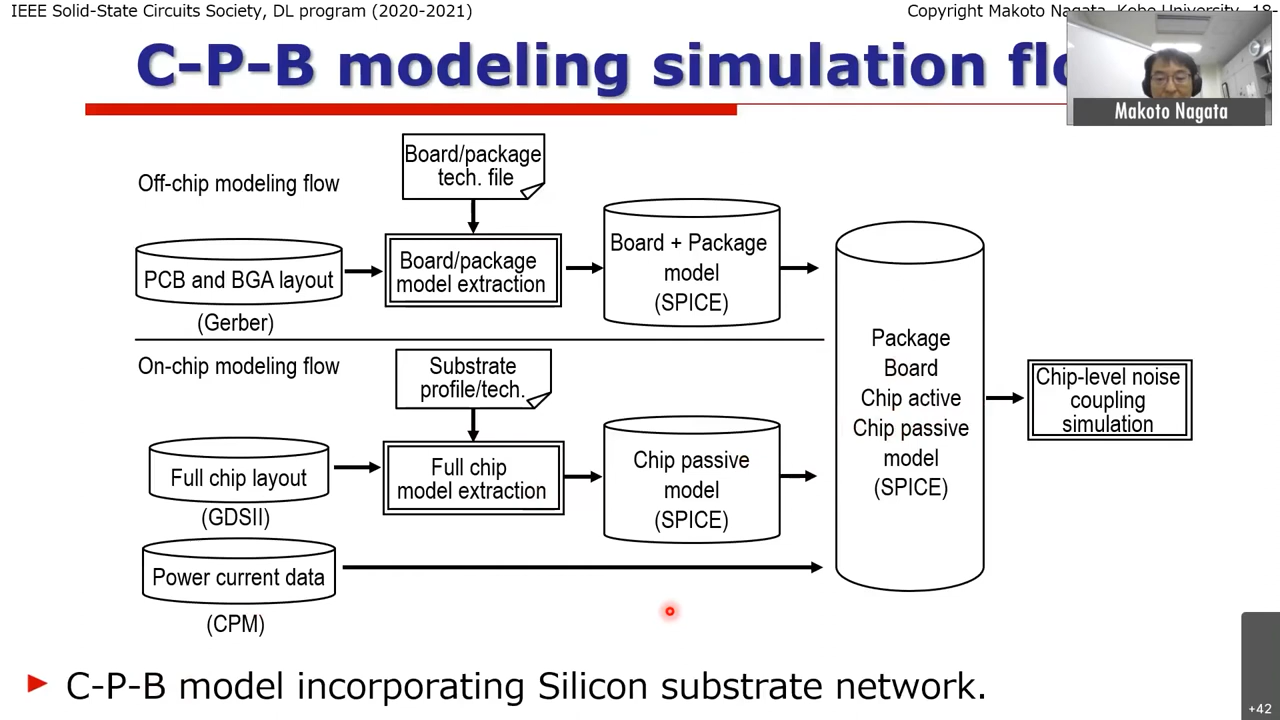 IEEE Solid-State Circuits Society, DL program (2020-2021)
Copyright Makoto Nagata, Kobe University, 18-
C-P-B modeling simulation flo
Makoto Nagata
Board/package
tech. file
Off-chip modeling flow
PCB and BGA layout
(Gerber)
Board/package
model extraction
Board + Package
model
(SPICE)
On-chip modeling flow
Substrate
profile/tech.
Full chip layout
(GDSII)
Full chip
model extraction
Chip passive
model
(SPICE)
Power current data
(CPM)
Package
Board
Chip active
Chip passive
model
(SPICE)
Chip-level noise
coupling
simulation
C-P-B model incorporating Silicon substrate network.
+42